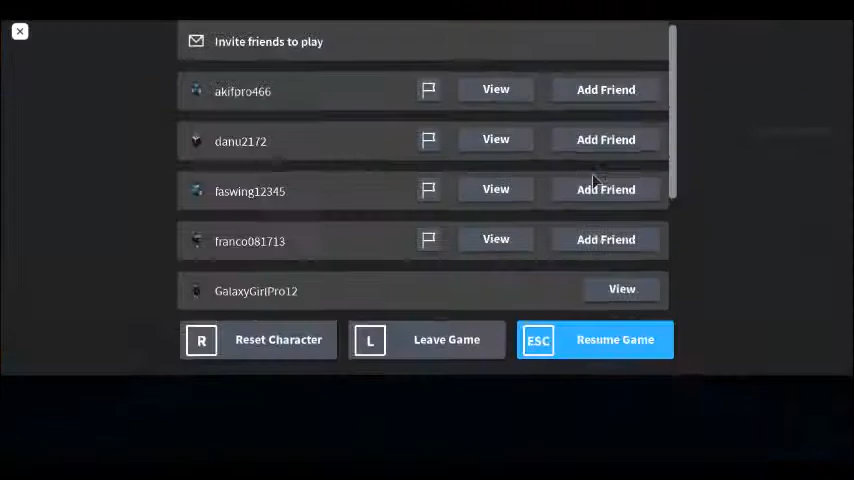 Invite friends to play
akifpro466 View Add Friend
danu2172 View Add Friend
faswing12345 View Add Friend
franco081713 View Add Friend
GalaxyGirlPro12 View
R Reset Character L Leave Game ESC Resume Game